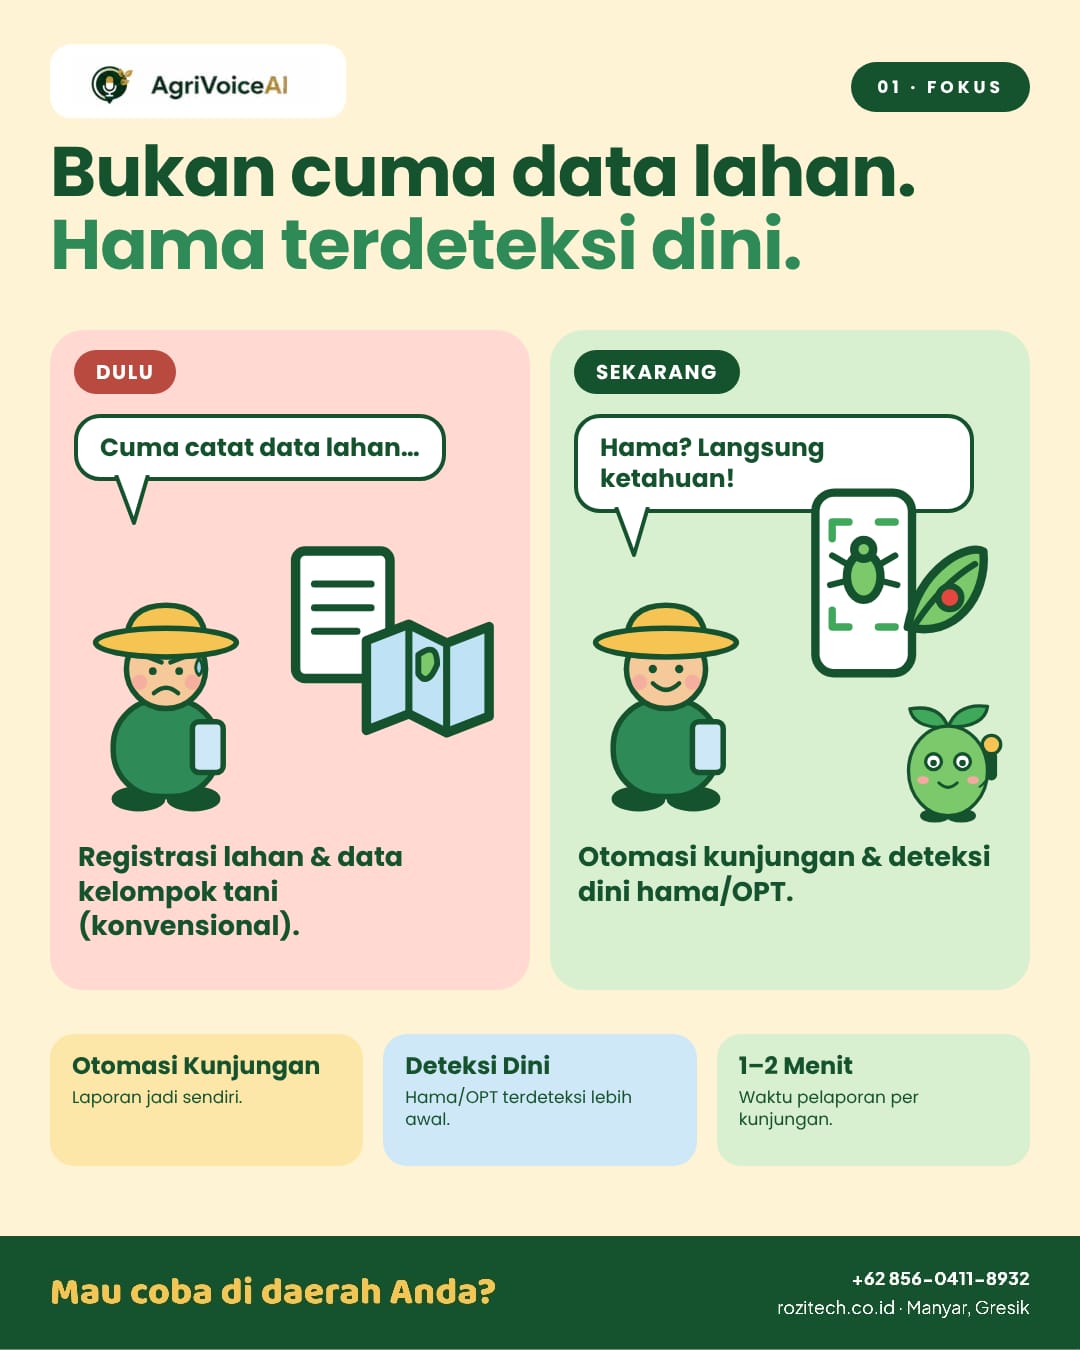 AgriVoiceAI
01 · FOKUS
Bukan cuma data lahan.
Hama terdeteksi dini.
DULU
Cuma catat data lahan...
Registrasi lahan & data
kelompok tani
(konvensional).
SEKARANG
Hama? Langsung
ketahuan!
Otomasi kunjungan & deteksi
dini hama/OPT.
Otomasi Kunjungan
Laporan jadi sendiri.
Deteksi Dini
Hama/OPT terdeteksi lebih
awal.
1–2 Menit
Waktu pelaporan per
kunjungan.
Mau coba di daerah Anda?
+62 856-0411-8932
rozitech.co.id · Manyar, Gresik